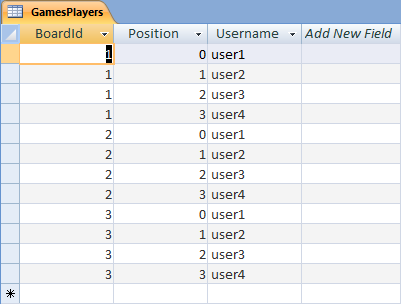 GamesPlayers
BoardId Position Username Add New Field
1 0 user1
1 1 user2
1 2 user3
1 3 user4
2 0 user1
2 1 user2
2 2 user3
2 3 user4
3 0 user1
3 1 user2
3 2 user3
3 3 user4